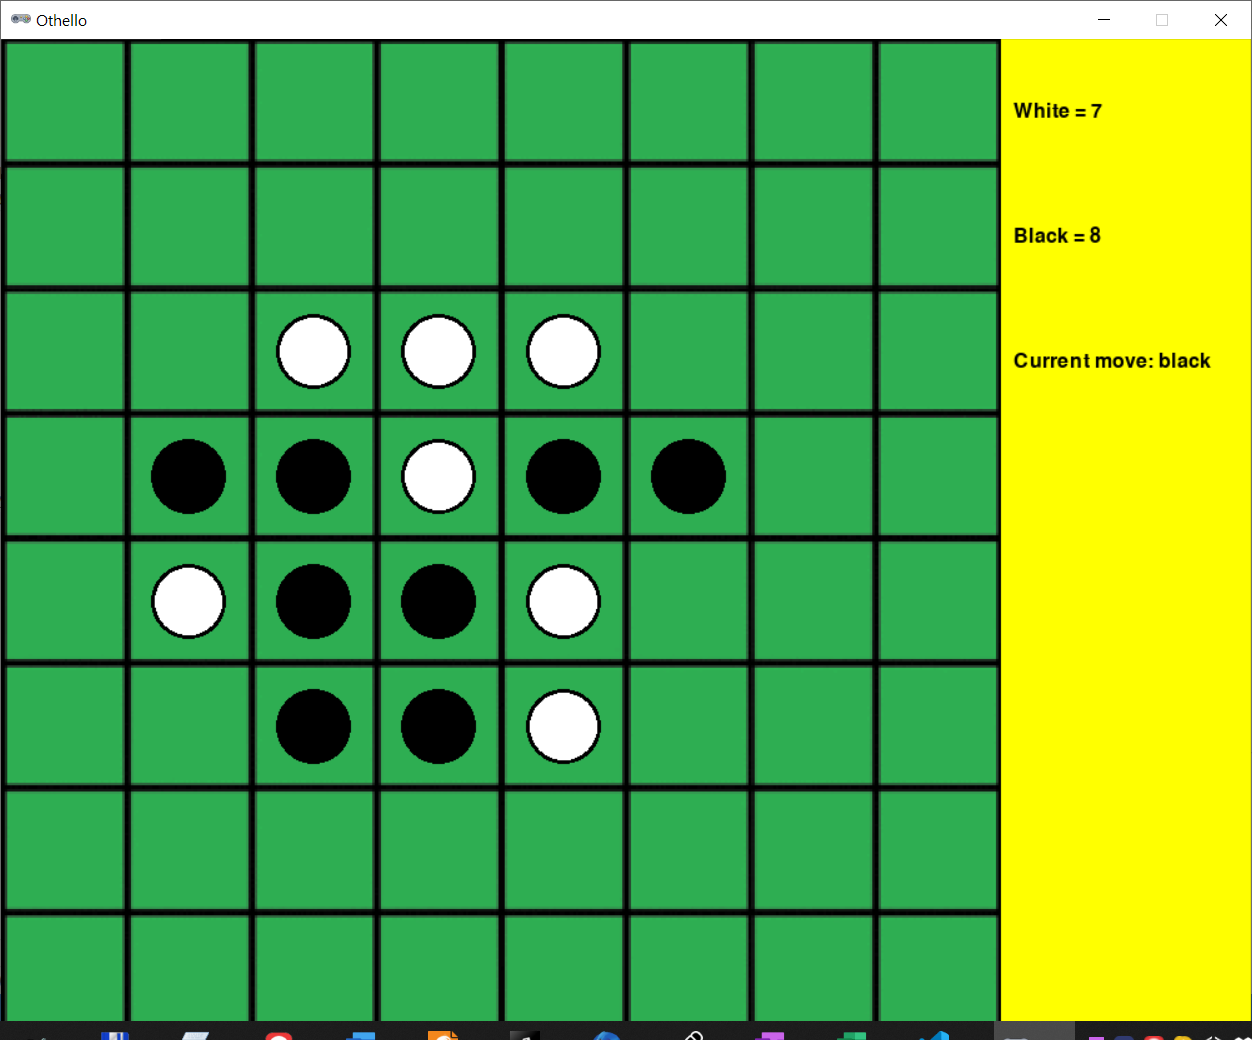 Othello
White = 7
Black = 8
Current move: black